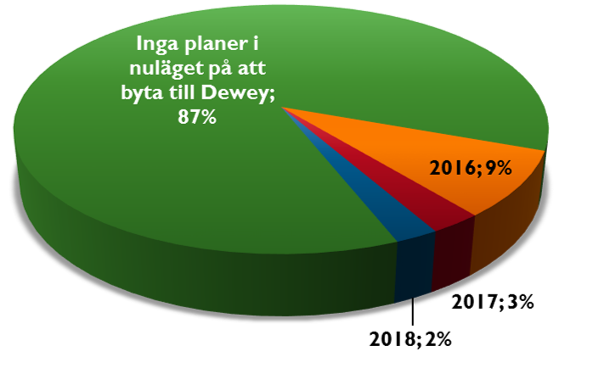 Inga planer i
nuläget på att
byta till Dewey;
87%
2016; 9%
2017; 3%
2018; 2%